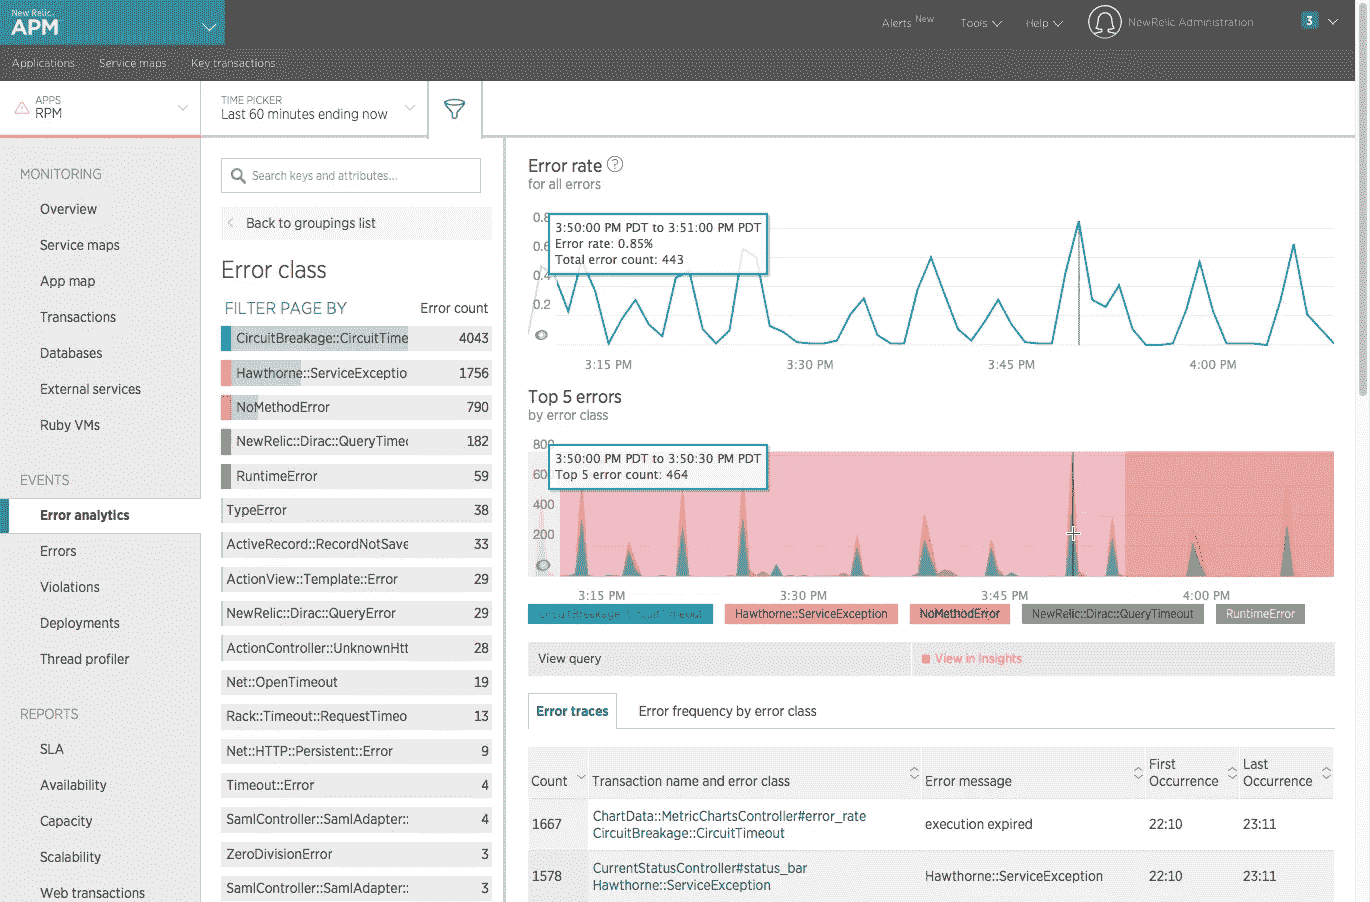 New Relic.
APM
Alerts New
Tools
Help
NewRelic Administration
3
Applications
Service maps
Key transactions
APPS
RPM
TIME PICKER
Last 60 minutes ending now
MONITORING
Overview
Service maps
App map
Transactions
Databases
External services
Ruby VMs
EVENTS
Error analytics
Errors
Violations
Deployments
Thread profiler
REPORTS
SLA
Availability
Capacity
Scalability
Web transactions
Search keys and attributes...
Back to groupings list
Error class
FILTER PAGE BY Error count
CircuitBreakage::CircuitTime 4043
Hawthorne::ServiceExceptio 1756
NoMethodError 790
NewRelic::Dirac::QueryTimeo 182
RuntimeError 59
TypeError 38
ActiveRecord::RecordNotSave 33
ActionView::Template::Error 29
NewRelic::Dirac::QueryError 29
ActionController::UnknownHtt 28
Net::OpenTimeout 19
Rack::Timeout::RequestTimeo 13
Net::HTTP::Persistent::Error 9
Timeout::Error 4
SamlController::SamlAdapter:: 4
ZeroDivisionError 3
SamlController::SamlAdapter:: 3
Error rate ?
for all errors
0.8
0.6
0.4
0.2
3:50:00 PM PDT to 3:51:00 PM PDT
Error rate: 0.85%
Total error count: 443
3:15 PM 3:30 PM 3:45 PM 4:00 PM
Top 5 errors
by error class
800
600
400
200
3:50:00 PM PDT to 3:50:30 PM PDT
Top 5 error count: 464
3:15 PM 3:30 PM 3:45 PM 4:00 PM
CircuitBreakage::CircuitTimeout Hawthorne::ServiceException NoMethodError NewRelic::Dirac::QueryTimeout RuntimeError
View query View in Insights
Error traces Error frequency by error class
Count Transaction name and error class Error message First Occurrence Last Occurrence
1667 ChartData::MetricChartsController#error_rate execution expired 22:10 23:11
CircuitBreakage::CircuitTimeout
1578 CurrentStatusController#status_bar Hawthorne::ServiceException 22:10 23:11
Hawthorne::ServiceException